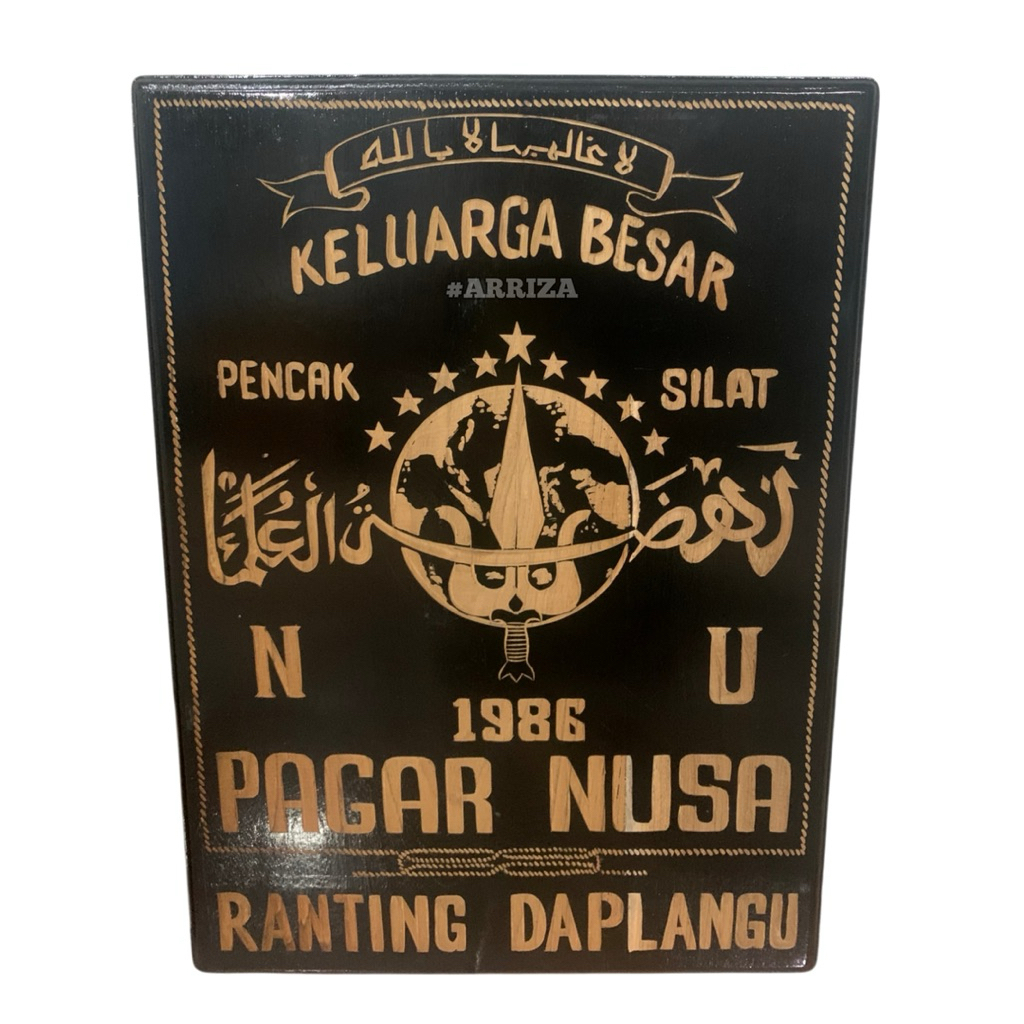 لا غالب الا بالله
KELUARGA BESAR
#ARRIZA
PENCAK SILAT
نهضة العلماء
N U
1986
PAGAR NUSA
RANTING DAPLANGU